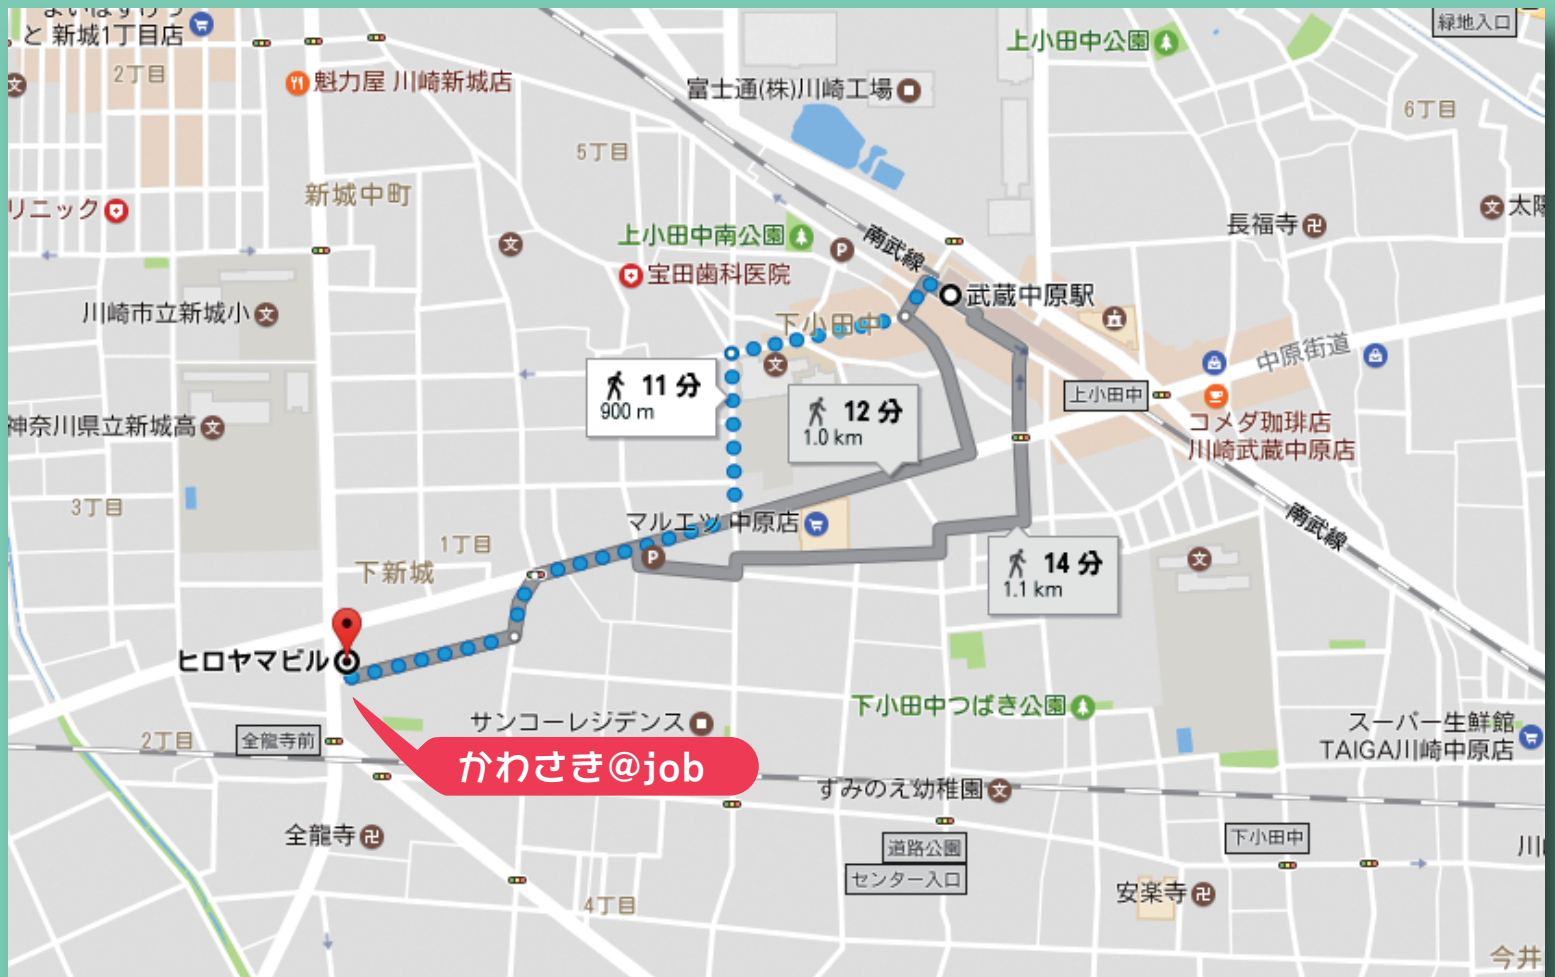 と 新城1丁目店
2丁目
魁力屋 川崎新城店
富士通(株)川崎工場
上小田中公園
緑地入口
6丁目
5丁目
新城中町
リニック
上小田中南公園
南武線
長福寺
太陽
宝田歯科医院
武蔵中原駅
川崎市立新城小
下小田中
中原街道
11 分
900 m
12 分
1.0 km
上小田中
コメダ珈琲店
川崎武蔵中原店
神奈川県立新城高
3丁目
マルエツ 中原店
P
P
南武線
1丁目
下新城
14 分
1.1 km
ヒロヤマビル
サンコーレジデンス
下小田中つばき公園
スーパー生鮮館
TAIGA川崎中原店
2丁目
全龍寺前
かわさき@job
すみのえ幼稚園
全龍寺
道路公園
センター入口
下小田中
川
安楽寺
4丁目
今井